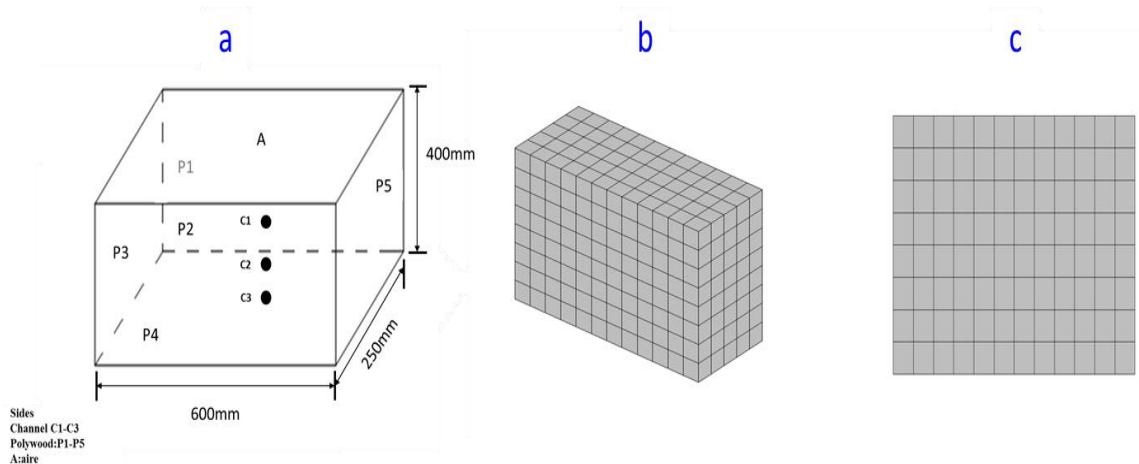 a
b
c
A
400mm
P1
P5
C1
P2
P3
C2
C3
P4
250mm
600mm
Sides
Channel C1-C3
Polywood:P1-P5
A:aire